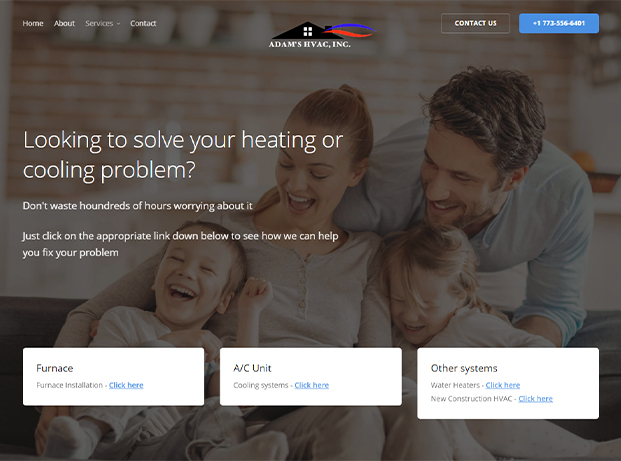 Home About Services Contact
ADAM'S HVAC, INC.
CONTACT US
+1 773-556-6401
Looking to solve your heating or
cooling problem?
Don't waste houndreds of hours worrying about it
Just click on the appropriate link down below to see how we can help
you fix your problem
Furnace
Furnace Installation - Click here
A/C Unit
Cooling systems - Click here
Other systems
Water Heaters - Click here
New Construction HVAC - Click here